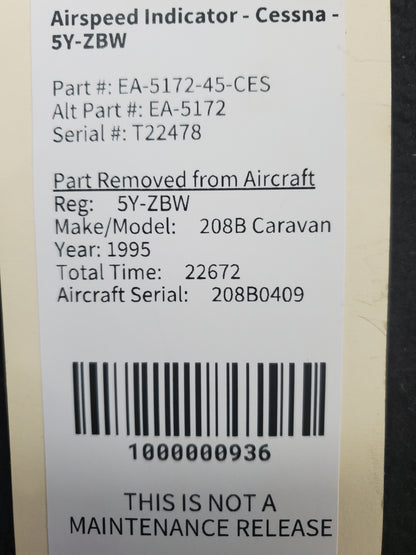 Airspeed Indicator - Cessna -
5Y-ZBW
Part #: EA-5172-45-CES
Alt Part #: EA-5172
Serial #: T22478
Part Removed from Aircraft
Reg: 5Y-ZBW
Make/Model: 208B Caravan
Year: 1995
Total Time: 22672
Aircraft Serial: 208B0409
1000000936
THIS IS NOT A
MAINTENANCE RELEASE